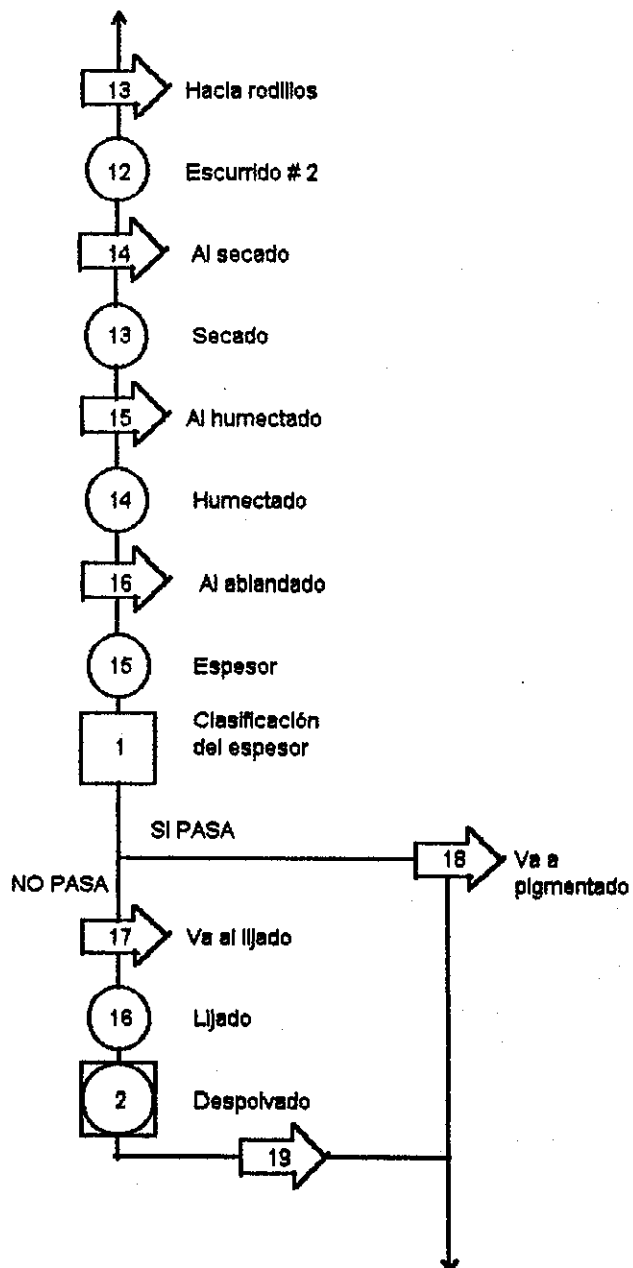 13 Hacia rodillos
12 Escurrido # 2
14 Al secado
13 Secado
15 Al humectado
14 Humectado
16 Al ablandado
15 Espesor
1 Clasificación
del espesor
SI PASA
18 Va a
pigmentado
NO PASA
17 Va al lijado
16 Lijado
2 Despolvado
19